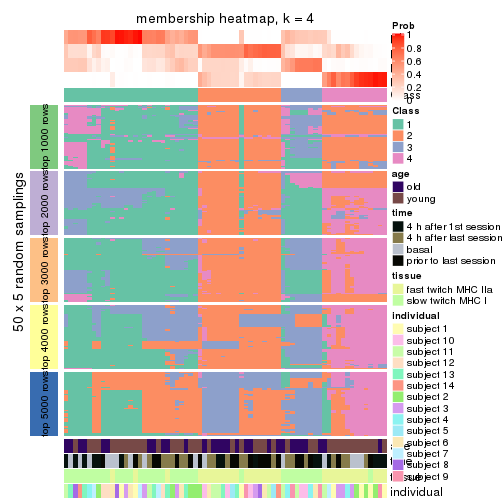 membership heatmap, k = 4
50 x 5 random samplings
top 1000 rows
top 2000 rows
top 3000 rows
top 4000 rows
top 5000 rows
Prob
1
0.8
0.6
0.4
0.2
0
Class
1
2
3
4
age
old
young
time
4 h after 1st session
4 h after last session
basal
prior to last session
tissue
fast twitch MHC IIa
slow twitch MHC I
individual
subject 1
subject 10
subject 11
subject 12
subject 13
subject 14
subject 2
subject 3
subject 4
subject 5
subject 6
subject 7
subject 8
subject 9
individual